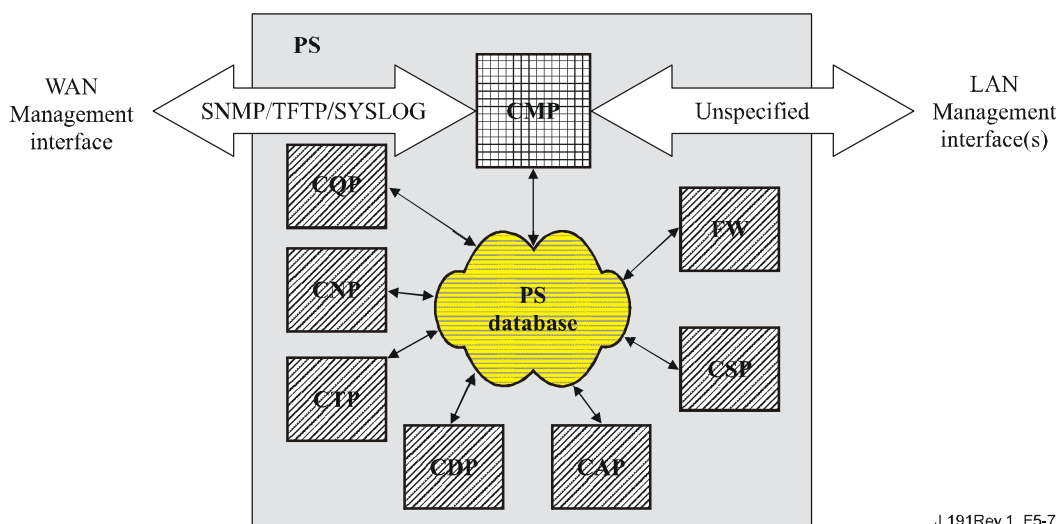 PS
WAN
Management
interface
SNMP/TFTP/SYSLOG
CMP
Unspecified
LAN
Management
interface(s)
CQP
FW
CNP
PS
database
CTP
CSP
CDP
CAP
J.191Rev.1_F5-7